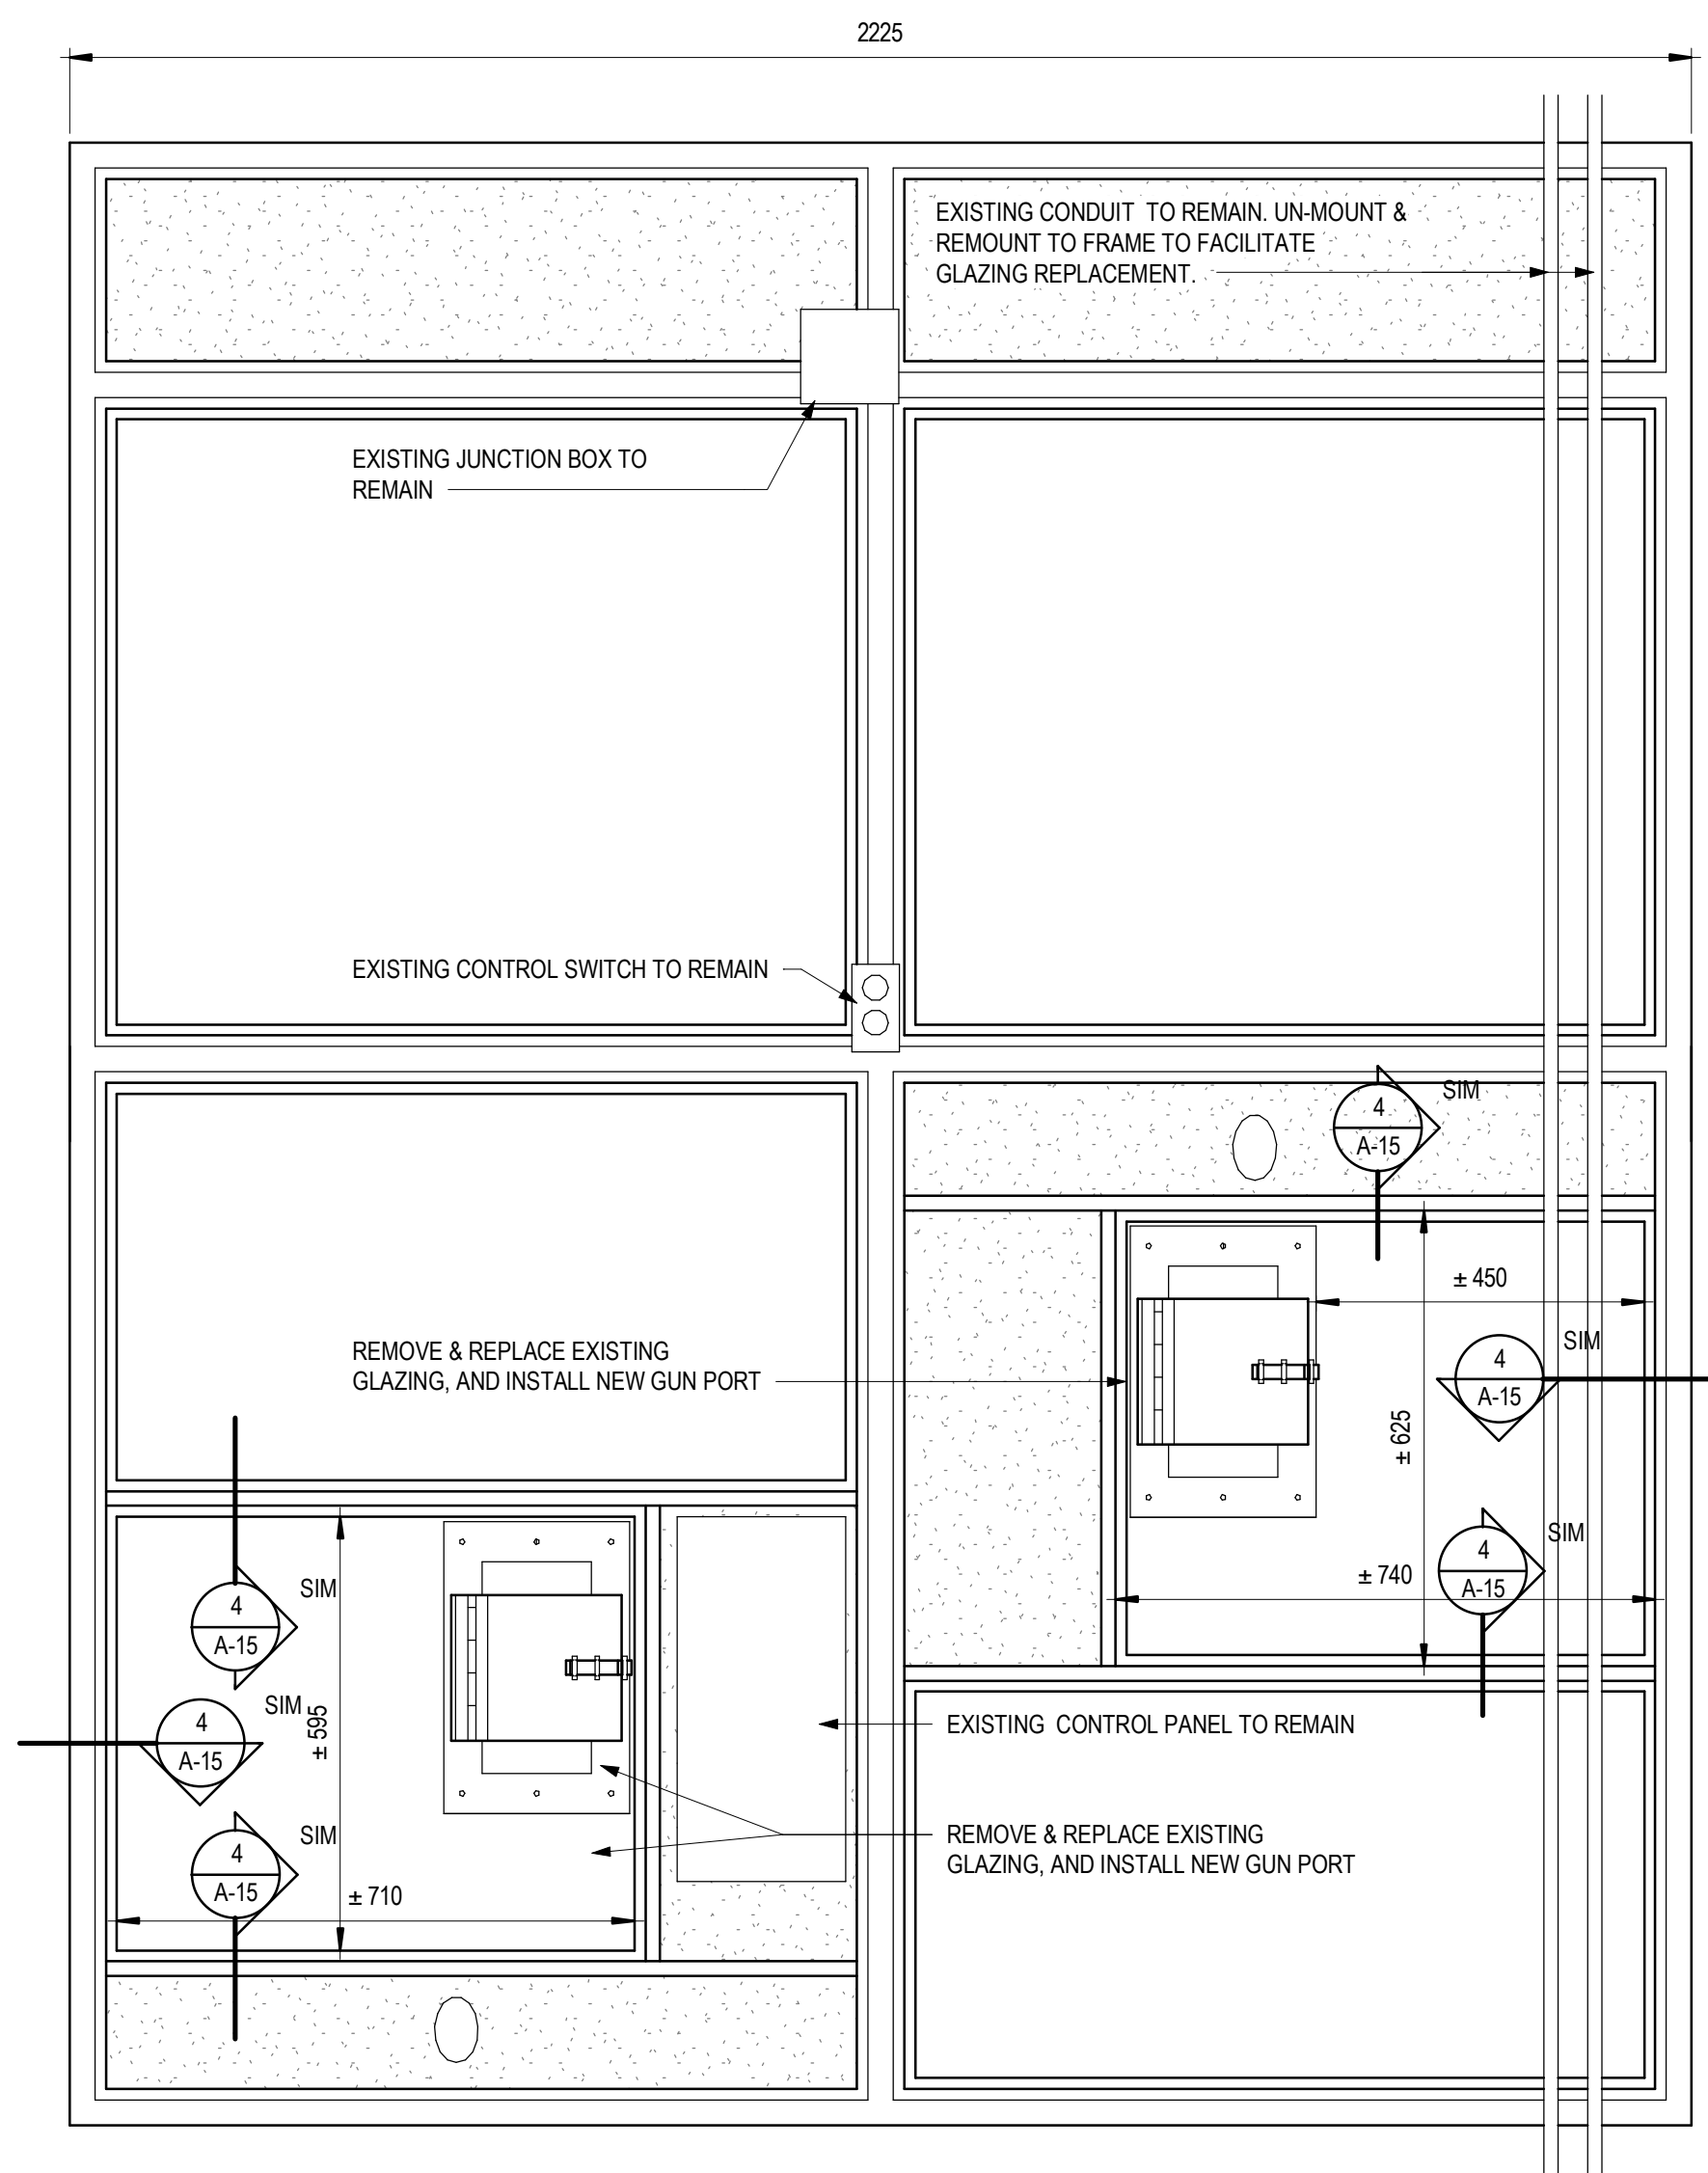 2225
EXISTING CONDUIT TO REMAIN. UN-MOUNT &
REMOUNT TO FRAME TO FACILITATE
GLAZING REPLACEMENT.
EXISTING JUNCTION BOX TO
REMAIN
EXISTING CONTROL SWITCH TO REMAIN
SIM
4
A-15
± 450
SIM
4
A-15
REMOVE & REPLACE EXISTING
GLAZING, AND INSTALL NEW GUN PORT
± 625
SIM
4
A-15
± 740
SIM
4
A-15
SIM
4
A-15
± 595
EXISTING CONTROL PANEL TO REMAIN
SIM
4
A-15
± 710
REMOVE & REPLACE EXISTING
GLAZING, AND INSTALL NEW GUN PORT